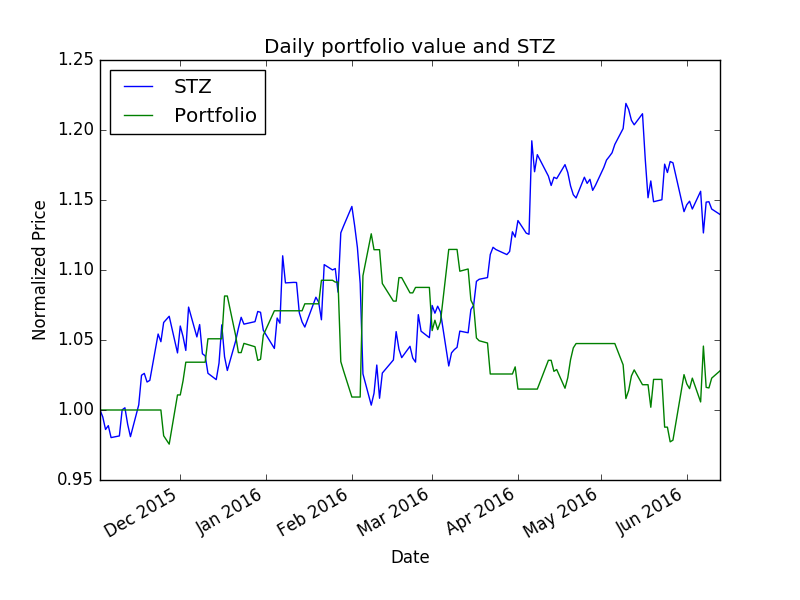 Daily portfolio value and STZ
STZ
Portfolio
1.25
1.20
1.15
1.10
1.05
1.00
0.95
Normalized Price
Dec 2015
Jan 2016
Feb 2016
Mar 2016
Apr 2016
May 2016
Jun 2016
Date